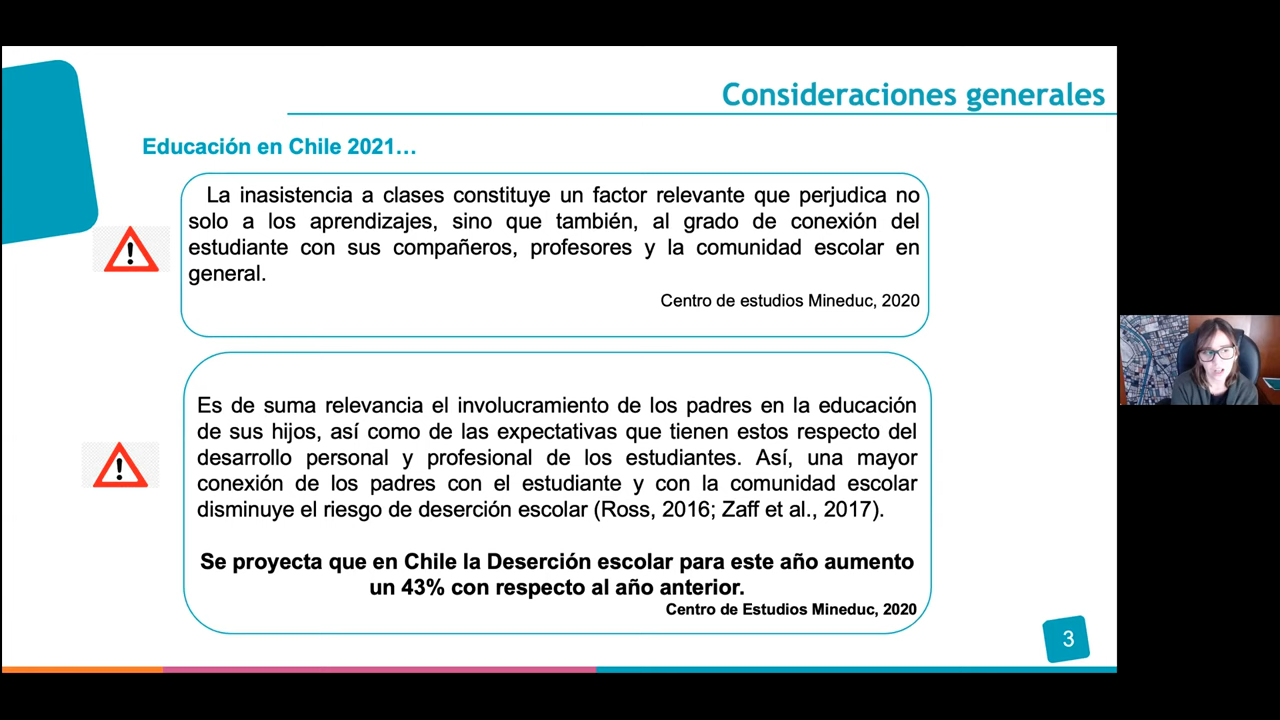 Consideraciones generales
Educación en Chile 2021…
La inasistencia a clases constituye un factor relevante que perjudica no
solo a los aprendizajes, sino que también, al grado de conexión del
estudiante con sus compañeros, profesores y la comunidad escolar en
general.
Centro de estudios Mineduc, 2020
Es de suma relevancia el involucramiento de los padres en la educación
de sus hijos, así como de las expectativas que tienen estos respecto del
desarrollo personal y profesional de los estudiantes. Así, una mayor
conexión de los padres con el estudiante y con la comunidad escolar
disminuye el riesgo de deserción escolar (Ross, 2016; Zaff et al., 2017).
Se proyecta que en Chile la Deserción escolar para este año aumento
un 43% con respecto al año anterior.
Centro de Estudios Mineduc, 2020
3